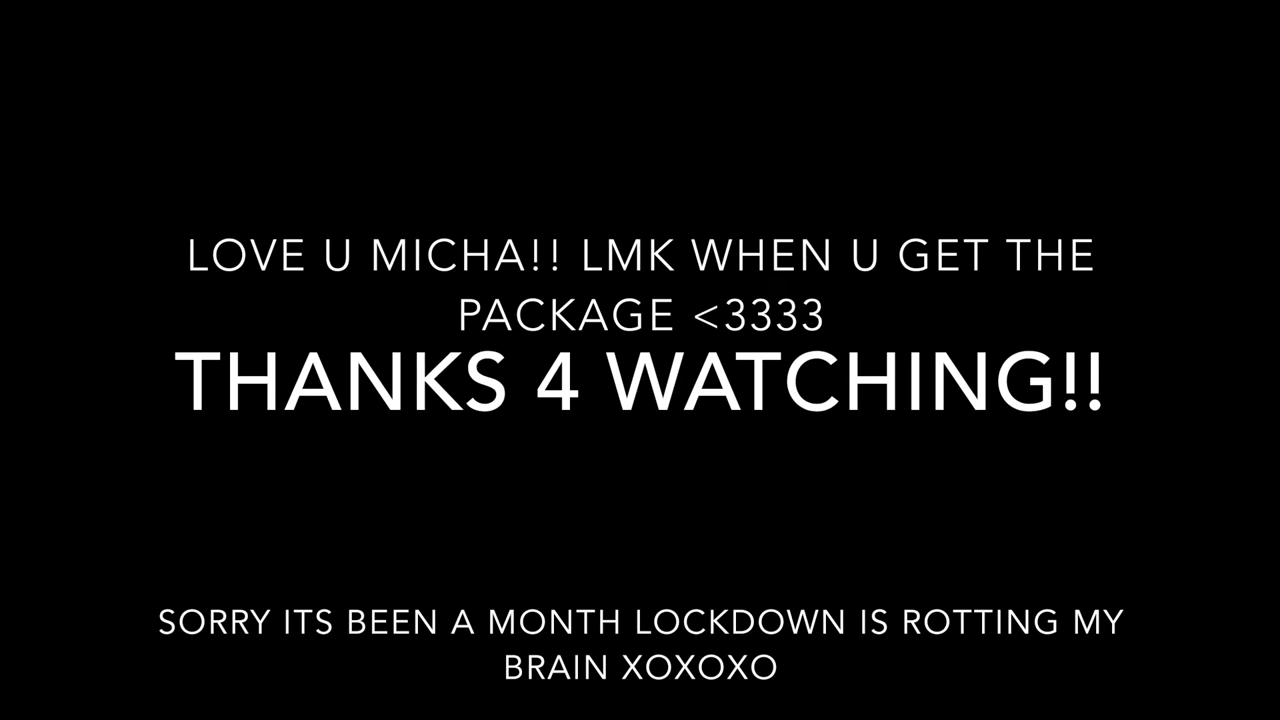 LOVE U MICHA!! LMK WHEN U GET THE
PACKAGE <3333
THANKS 4 WATCHING!!
SORRY ITS BEEN A MONTH LOCKDOWN IS ROTTING MY
BRAIN XOXOXO